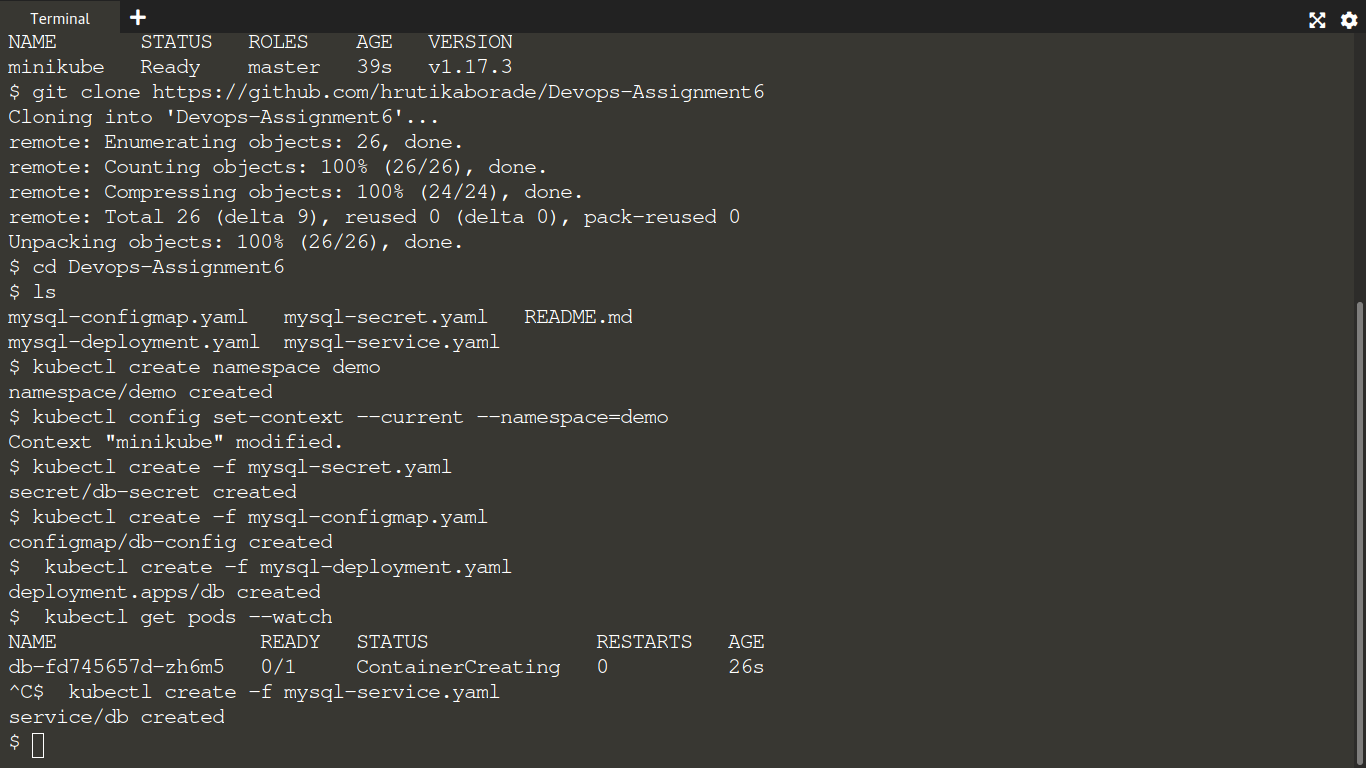 Terminal
NAME       STATUS   ROLES    AGE   VERSION
minikube   Ready    master   39s   v1.17.3
$ git clone https://github.com/hrutikaborade/Devops-Assignment6
Cloning into 'Devops-Assignment6'...
remote: Enumerating objects: 26, done.
remote: Counting objects: 100% (26/26), done.
remote: Compressing objects: 100% (24/24), done.
remote: Total 26 (delta 9), reused 0 (delta 0), pack-reused 0
Unpacking objects: 100% (26/26), done.
$ cd Devops-Assignment6
$ ls
mysql-configmap.yaml   mysql-secret.yaml   README.md
mysql-deployment.yaml  mysql-service.yaml
$ kubectl create namespace demo
namespace/demo created
$ kubectl config set-context --current --namespace=demo
Context "minikube" modified.
$ kubectl create -f mysql-secret.yaml
secret/db-secret created
$ kubectl create -f mysql-configmap.yaml
configmap/db-config created
$  kubectl create -f mysql-deployment.yaml
deployment.apps/db created
$  kubectl get pods --watch
NAME                 READY   STATUS              RESTARTS   AGE
db-fd745657d-zh6m5   0/1     ContainerCreating   0          26s
^C$  kubectl create -f mysql-service.yaml
service/db created
$